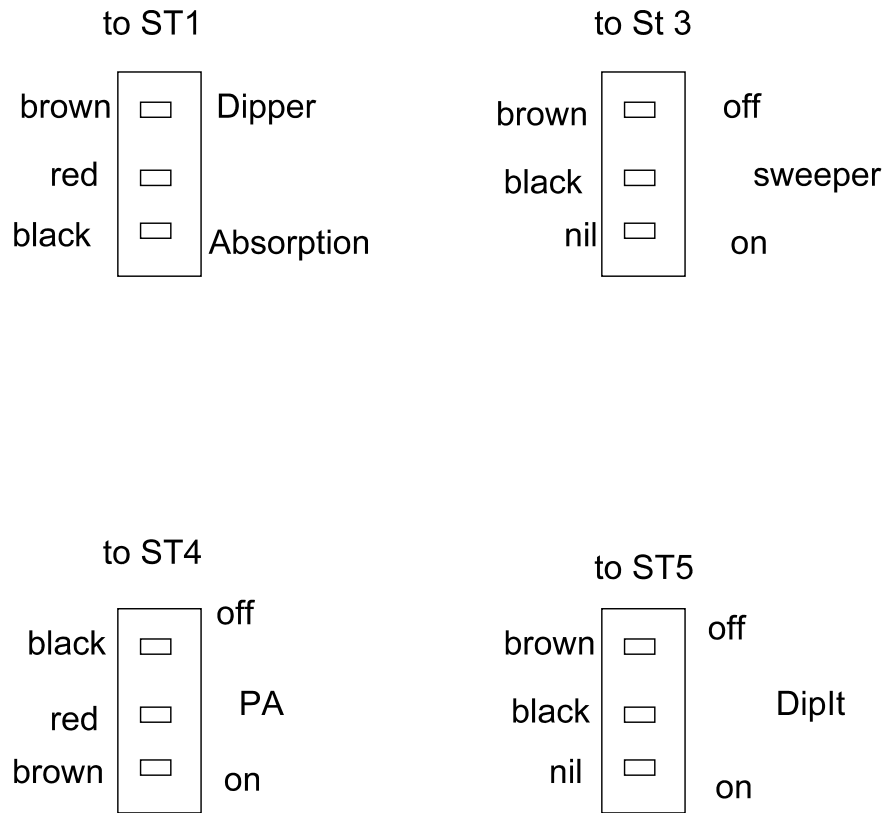 to ST1
brown
Dipper
red
black
Absorption
to St 3
brown
off
black
sweeper
nil
on
to ST4
off
black
PA
red
brown
on
to ST5
off
brown
black
DipIt
nil
on